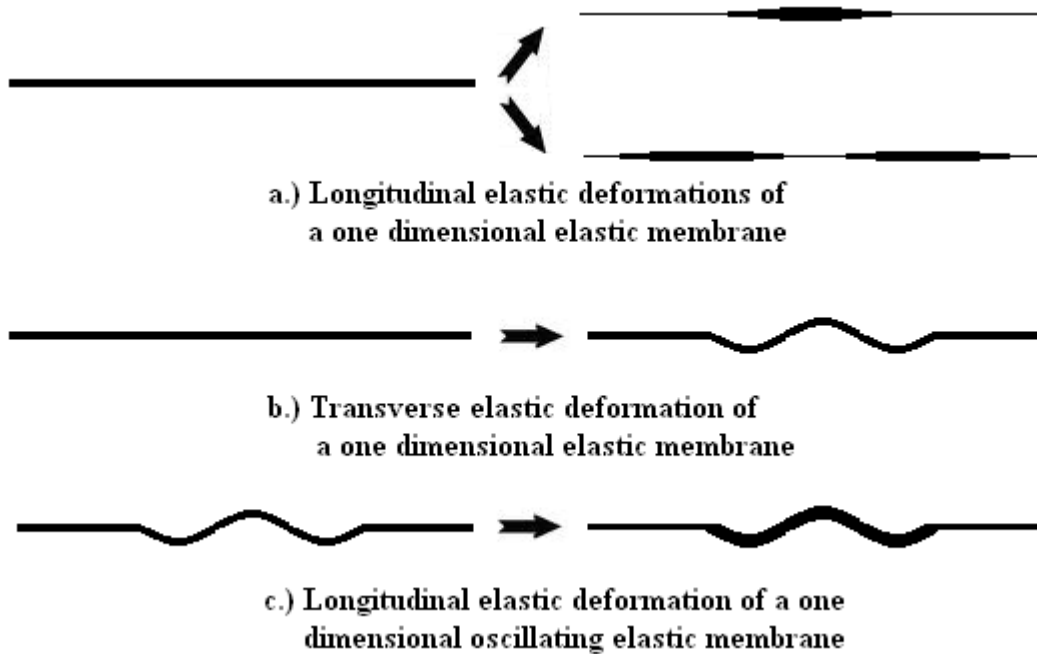 a.) Longitudinal elastic deformations of
a one dimensional elastic membrane
b.) Transverse elastic deformation of
a one dimensional elastic membrane
c.) Longitudinal elastic deformation of a one
dimensional oscillating elastic membrane